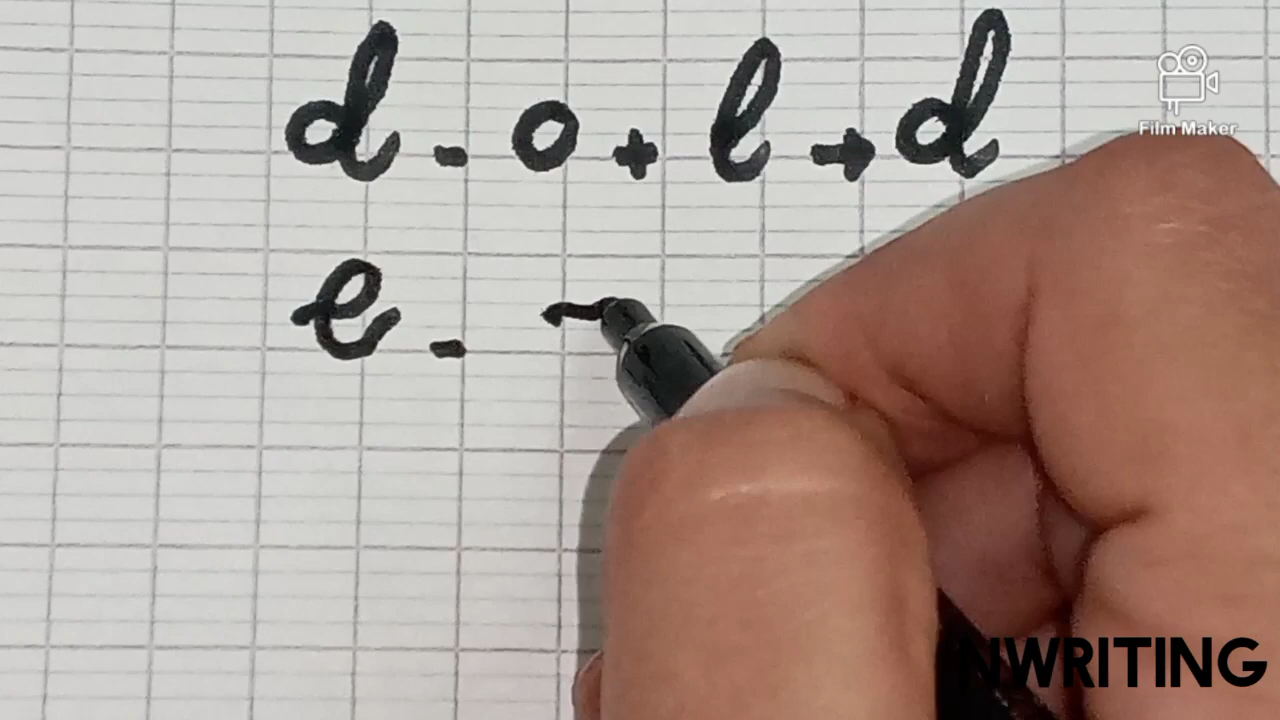 d - o + l → d
e -
Film Maker
NWRITING